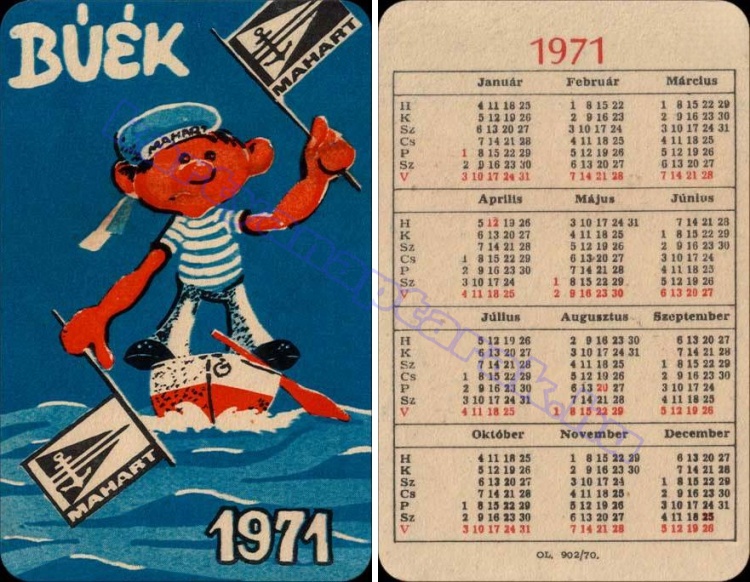 BÚÉK
MAHART
MAHART
MAHART
1971
1971
Január Február Március
H 4 11 18 25 1 8 15 22 1 8 15 22 29
K 5 12 19 26 2 9 16 23 2 9 16 23 30
Sz 6 13 20 27 3 10 17 24 3 10 17 24 31
Cs 7 14 21 28 4 11 18 25 4 11 18 25
P 1 8 15 22 29 5 12 19 26 5 12 19 26
Sz 2 9 16 23 30 6 13 20 27 6 13 20 27
V 3 10 17 24 31 7 14 21 28 7 14 21 28
Április Május Június
H 5 12 19 26 3 10 17 24 31 7 14 21 28
K 6 13 20 27 4 11 18 25 1 8 15 22 29
Sz 7 14 21 28 5 12 19 26 2 9 16 23 30
Cs 1 8 15 22 29 6 13 20 27 3 10 17 24
P 2 9 16 23 30 7 14 21 28 4 11 18 25
Sz 3 10 17 24 1 8 15 22 29 5 12 19 26
V 4 11 18 25 2 9 16 23 30 6 13 20 27
Július Augusztus Szeptember
H 5 12 19 26 2 9 16 23 30 6 13 20 27
K 6 13 20 27 3 10 17 24 31 7 14 21 28
Sz 7 14 21 28 4 11 18 25 1 8 15 22 29
Cs 1 8 15 22 29 5 12 19 26 2 9 16 23 30
P 2 9 16 23 30 6 13 20 27 3 10 17 24
Sz 3 10 17 24 31 7 14 21 28 4 11 18 25
V 4 11 18 25 1 8 15 22 29 5 12 19 26
Október November December
H 4 11 18 25 1 8 15 22 29 6 13 20 27
K 5 12 19 26 2 9 16 23 30 7 14 21 28
Sz 6 13 20 27 3 10 17 24 1 8 15 22 29
Cs 7 14 21 28 4 11 18 25 2 9 16 23 30
P 1 8 15 22 29 5 12 19 26 3 10 17 24 31
Sz 2 9 16 23 30 6 13 20 27 4 11 18 25
V 3 10 17 24 31 7 14 21 28 5 12 19 26
OL. 902/70.